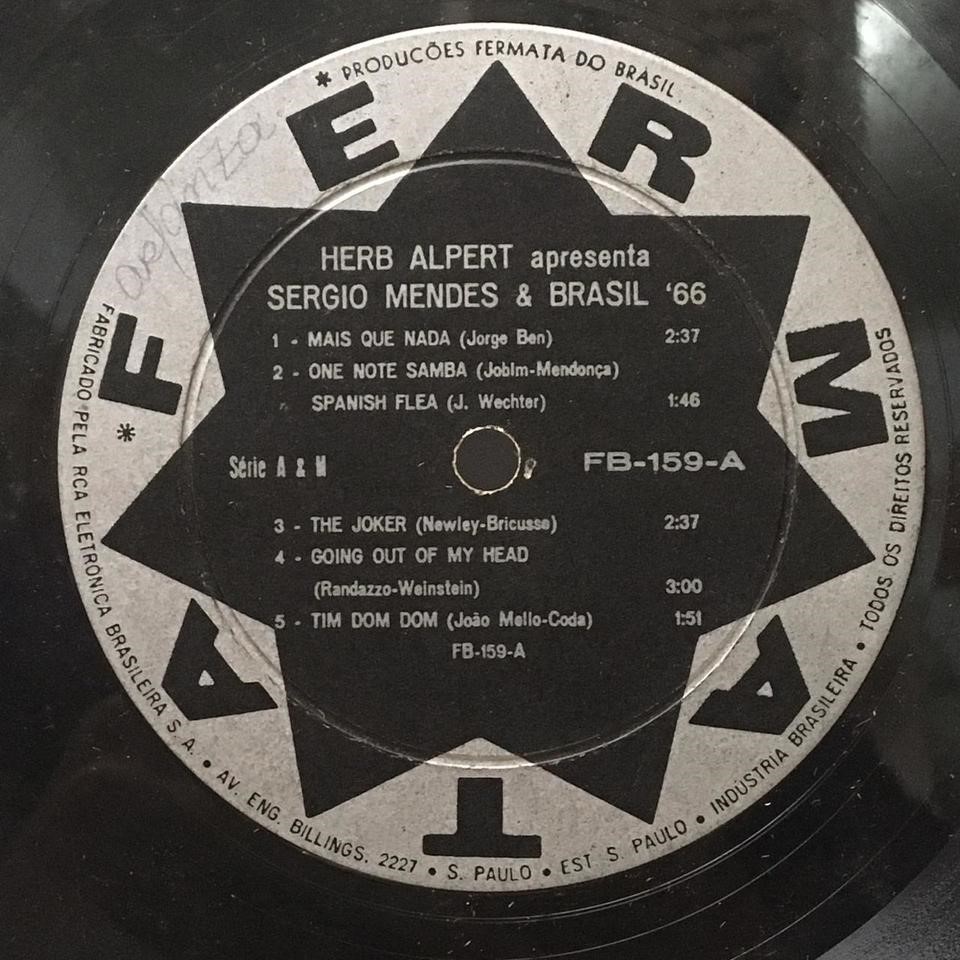 * PRODUCÕES FERMATA DO BRASIL
FERMATA
HERB ALPERT apresenta
SERGIO MENDES & BRASIL '66
1 - MAIS QUE NADA (Jorge Ben) 2:37
2 - ONE NOTE SAMBA (Jobim-Mendonça)
SPANISH FLEA (J. Wechter) 1:46
Série A & M FB-159-A
3 - THE JOKER (Newley-Bricusse) 2:37
4 - GOING OUT OF MY HEAD
(Randazzo-Weinstein) 3:00
5 - TIM DOM DOM (João Mello-Coda) 1:51
FB-159-A
* FABRICADO PELA RCA ELETRÔNICA BRASILEIRA S. A. • AV. ENG. BILLINGS, 2227 • S. PAULO • EST. S. PAULO • INDÚSTRIA BRASILEIRA • TODOS OS DIREITOS RESERVADOS